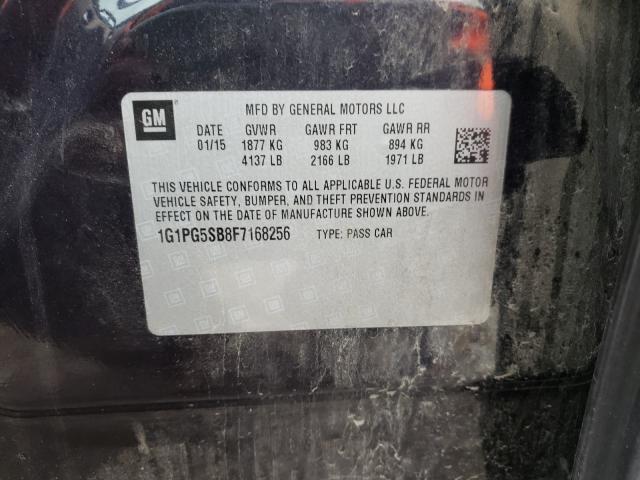 GM
MFD BY GENERAL MOTORS LLC
DATE GVWR GAWR FRT GAWR RR
01/15 1877 KG 983 KG 894 KG
4137 LB 2166 LB 1971 LB
THIS VEHICLE CONFORMS TO ALL APPLICABLE U.S. FEDERAL MOTOR
VEHICLE SAFETY, BUMPER, AND THEFT PREVENTION STANDARDS IN
EFFECT ON THE DATE OF MANUFACTURE SHOWN ABOVE.
1G1PG5SB8F7168256 TYPE: PASS CAR